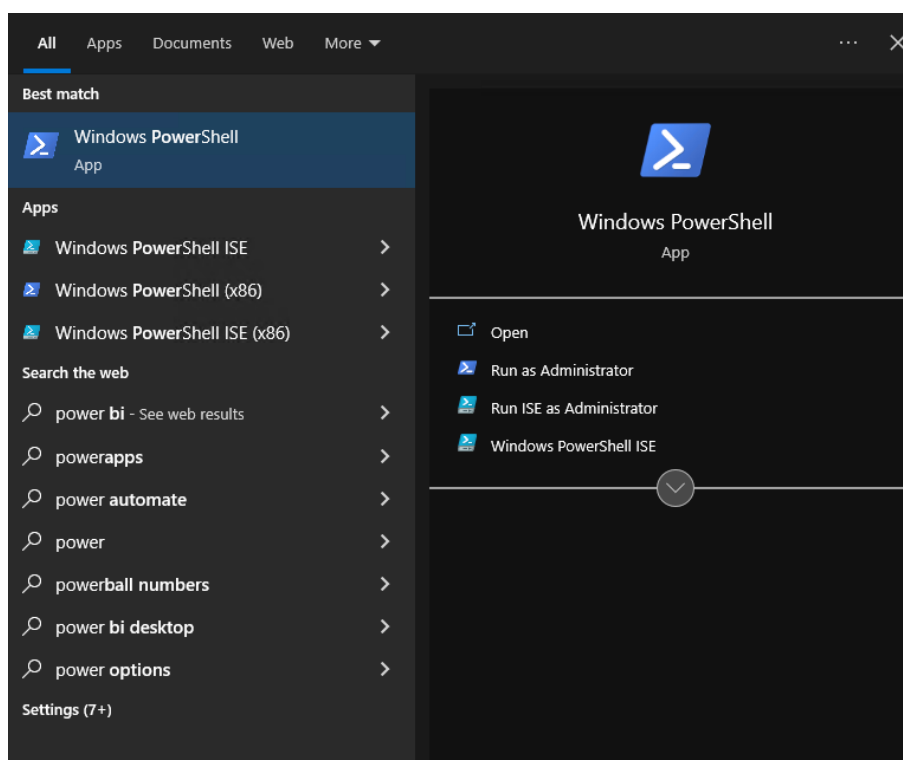 All Apps Documents Web More
Best match
Windows PowerShell
App
Apps
Windows PowerShell ISE
Windows PowerShell (x86)
Windows PowerShell ISE (x86)
Search the web
power bi - See web results
powerapps
power automate
power
powerball numbers
power bi desktop
power options
Settings (7+)
Windows PowerShell
App
Open
Run as Administrator
Run ISE as Administrator
Windows PowerShell ISE